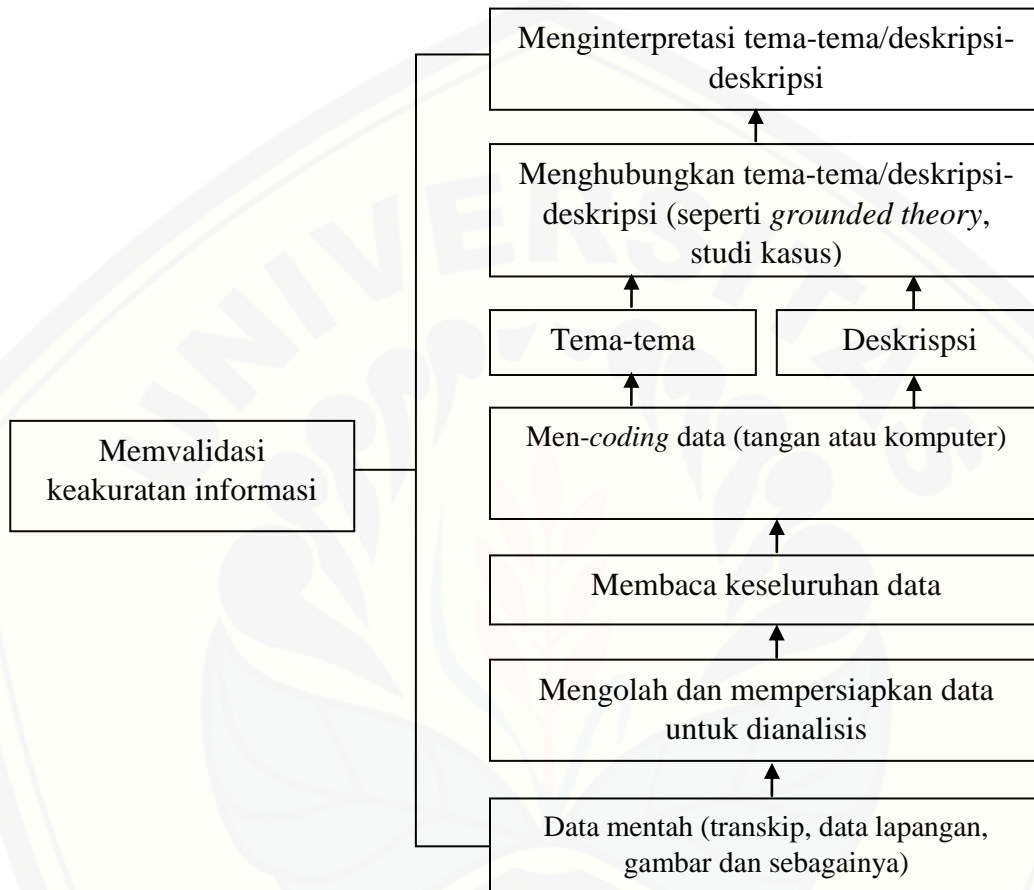 Menginterpretasi tema-tema/deskripsi-
deskripsi
Menghubungkan tema-tema/deskripsi-
deskripsi (seperti grounded theory,
studi kasus)
Tema-tema
Deskrispsi
Men-coding data (tangan atau komputer)
Memvalidasi
keakuratan informasi
Membaca keseluruhan data
Mengolah dan mempersiapkan data
untuk dianalisis
Data mentah (transkip, data lapangan,
gambar dan sebagainya)
UNIVERSITAS